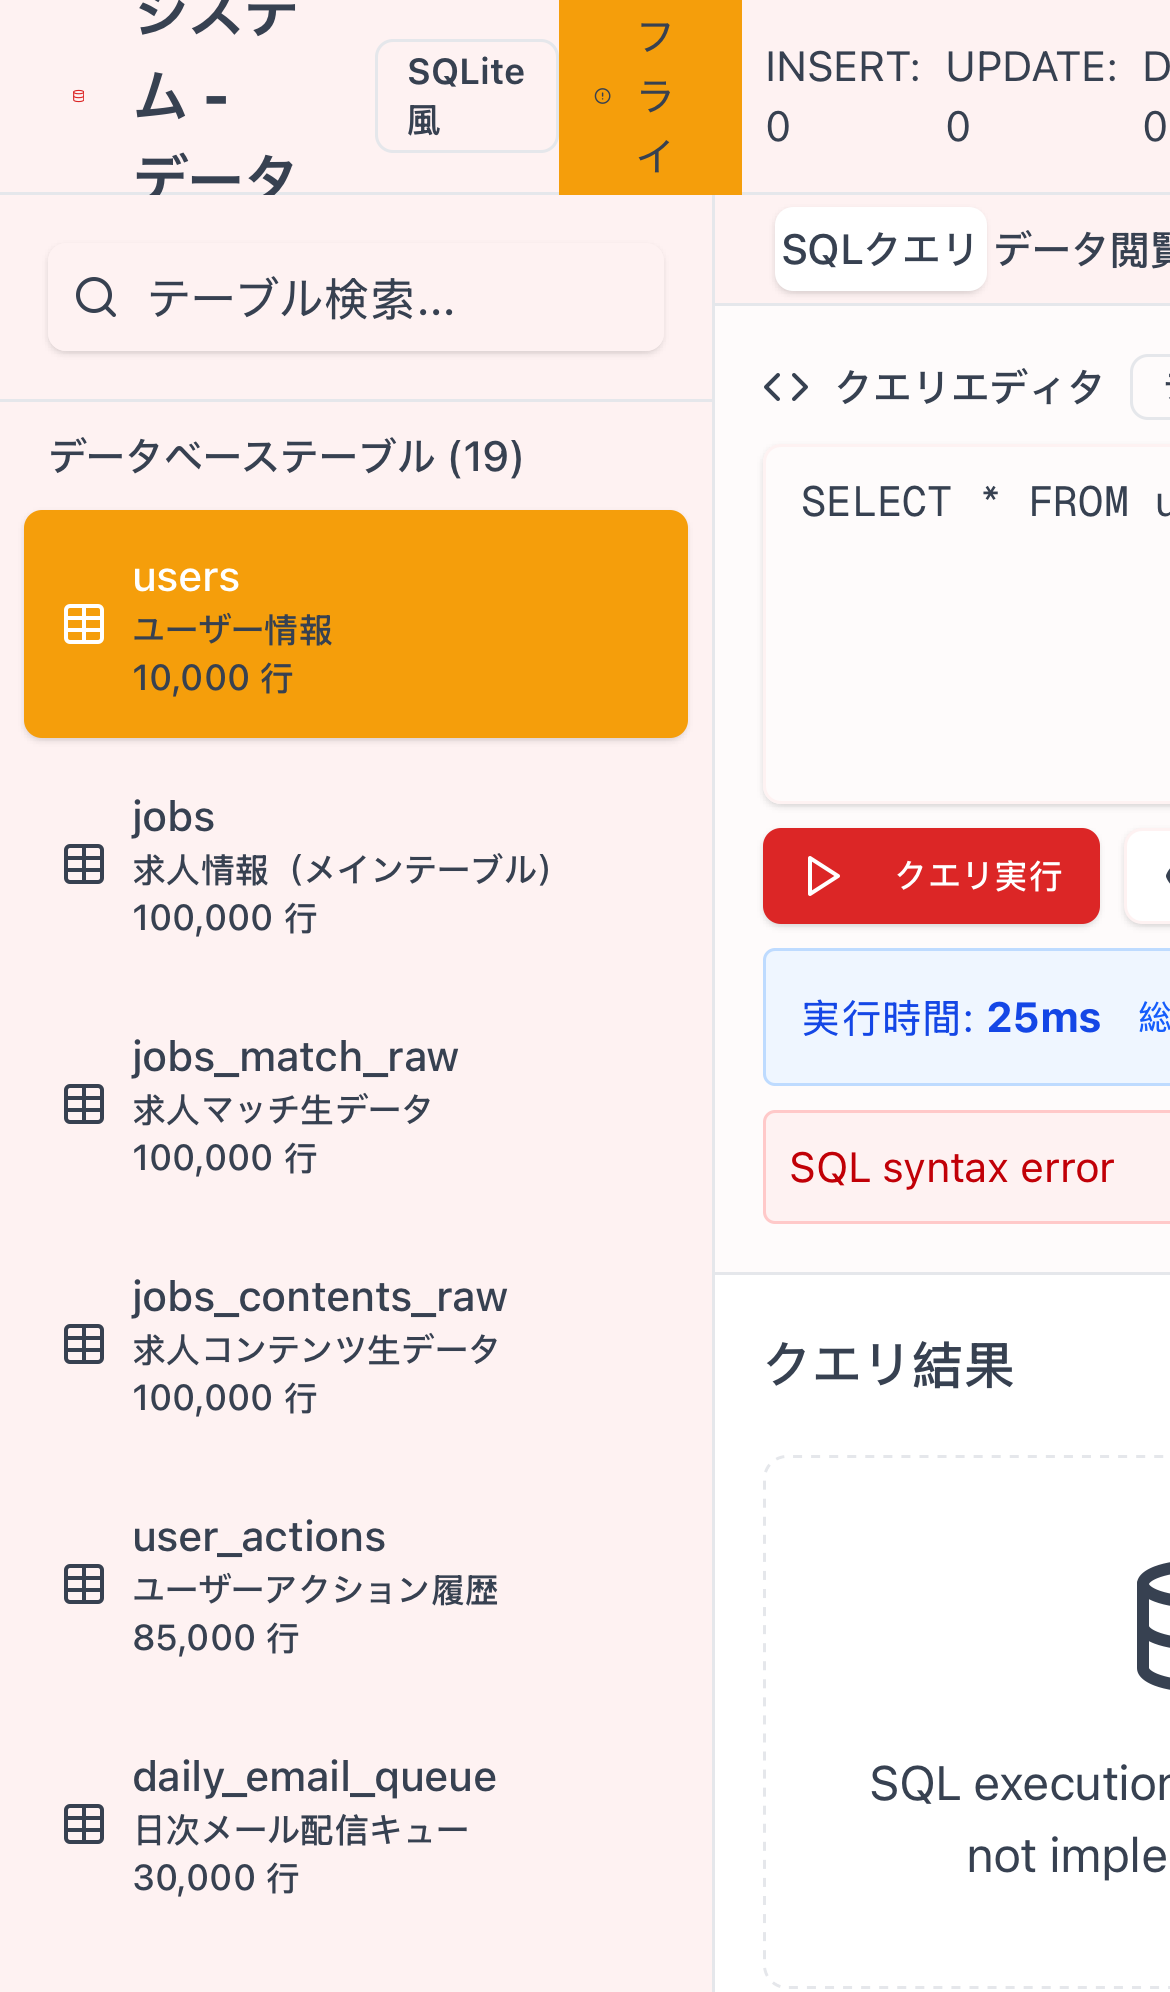 システ
ム -
データ
SQLite
風
フ
ラ
イ
INSERT:
0
UPDATE:
0
D
0
テーブル検索...
データベーステーブル (19)
users
ユーザー情報
10,000 行
jobs
求人情報（メインテーブル）
100,000 行
jobs_match_raw
求人マッチ生データ
100,000 行
jobs_contents_raw
求人コンテンツ生データ
100,000 行
user_actions
ユーザーアクション履歴
85,000 行
daily_email_queue
日次メール配信キュー
30,000 行
SQLクエリ
データ閲覧
クエリエディタ
SELECT * FROM u
クエリ実行
実行時間: 25ms 総
SQL syntax error
クエリ結果
SQL execution
not imple